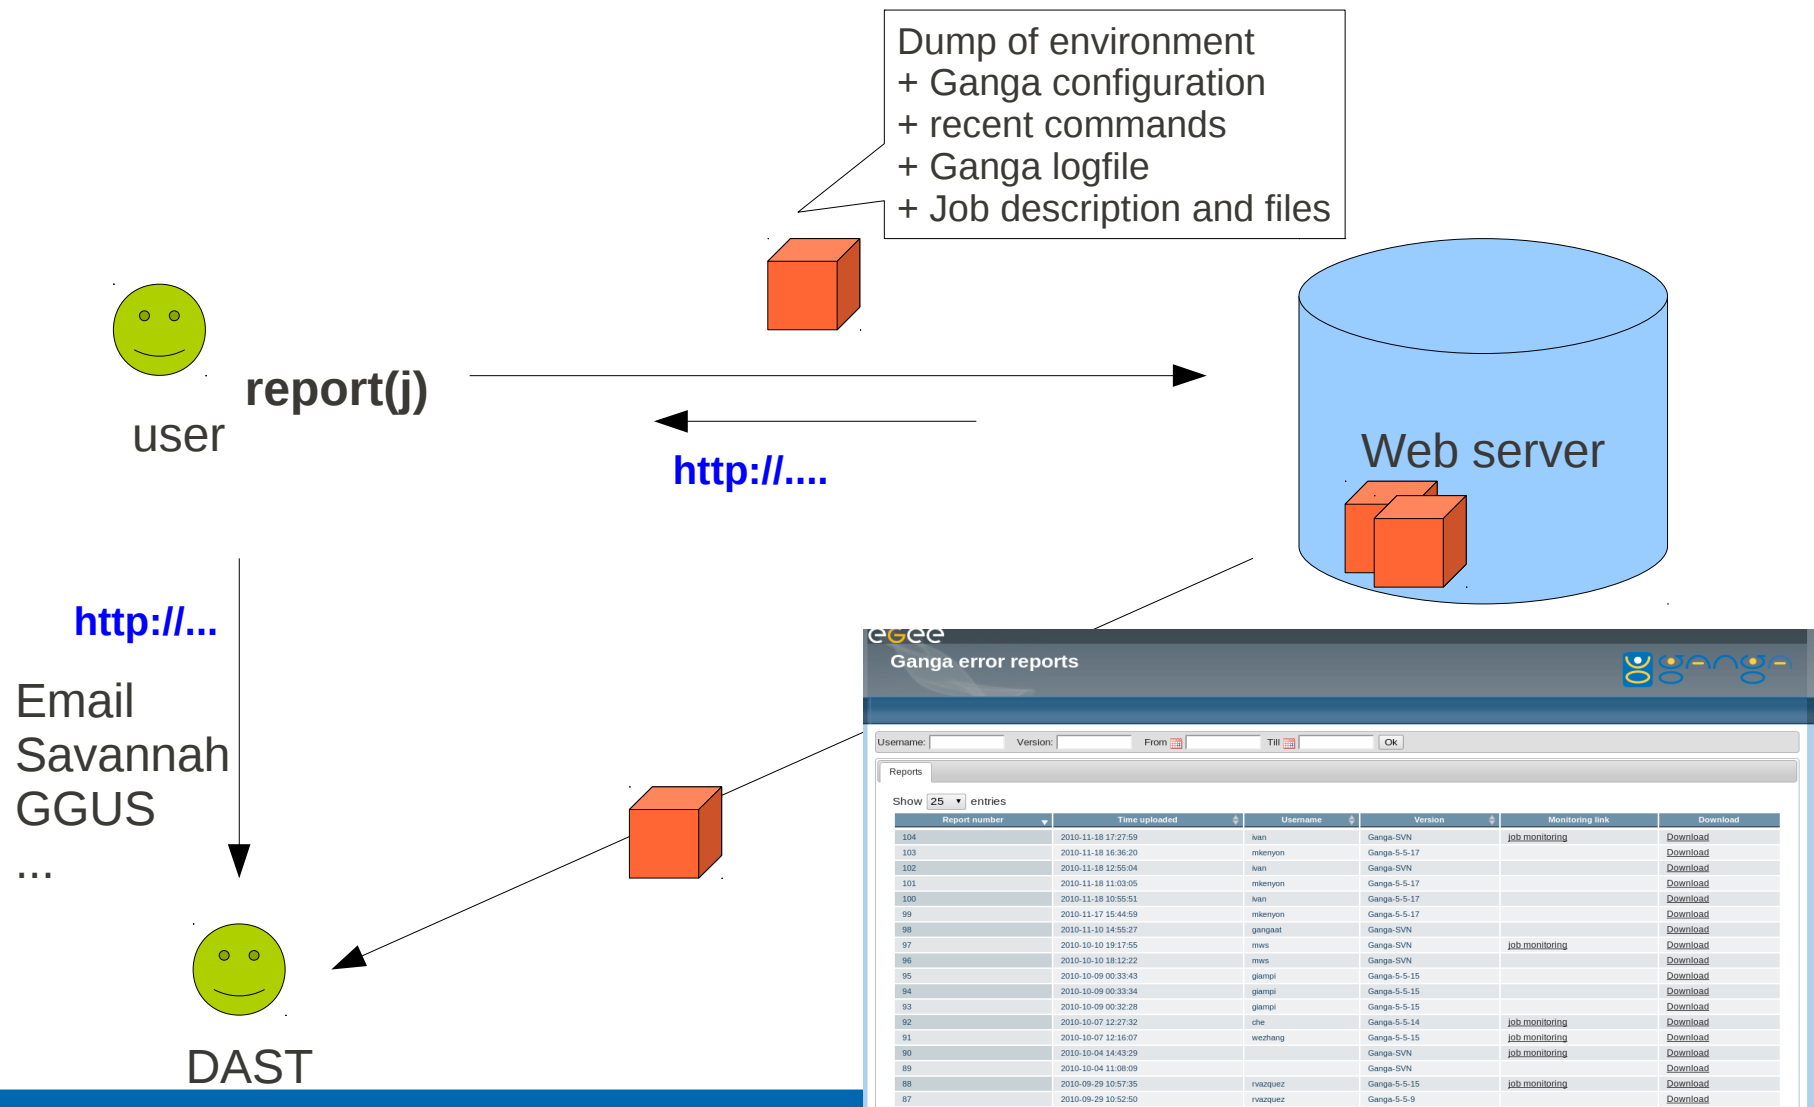 Dump of environment
+ Ganga configuration
+ recent commands
+ Ganga logfile
+ Job description and files
report(j)
user
http://....
Web server
http://...
Email
Savannah
GGUS
...
DAST
eGee
Ganga error reports
ganga
Username: Version: From Till Ok
Reports
Show 25 entries
Report number Time uploaded Username Version Monitoring link Download
104 2010-11-18 17:27:59 ivan Ganga-SVN job monitoring Download
103 2010-11-18 16:36:20 mkenyon Ganga-5-5-17 Download
102 2010-11-18 12:55:04 ivan Ganga-SVN Download
101 2010-11-18 11:03:05 mkenyon Ganga-5-5-17 Download
100 2010-11-18 10:55:51 ivan Ganga-5-5-17 Download
99 2010-11-17 15:44:59 mkenyon Ganga-5-5-17 Download
98 2010-11-10 14:55:27 gangaat Ganga-SVN Download
97 2010-10-10 19:17:55 mws Ganga-SVN job monitoring Download
96 2010-10-10 18:12:22 mws Ganga-SVN Download
95 2010-10-09 00:33:43 giampi Ganga-5-5-15 Download
94 2010-10-09 00:33:34 giampi Ganga-5-5-15 Download
93 2010-10-09 00:32:28 giampi Ganga-5-5-15 Download
92 2010-10-07 12:27:32 che Ganga-5-5-14 job monitoring Download
91 2010-10-07 12:16:07 wezhang Ganga-5-5-15 job monitoring Download
90 2010-10-04 14:43:29 Ganga-SVN job monitoring Download
89 2010-10-04 11:08:09 Ganga-SVN Download
88 2010-09-29 10:57:35 rvazquez Ganga-5-5-15 job monitoring Download
87 2010-09-29 10:52:50 rvazquez Ganga-5-5-9 Download